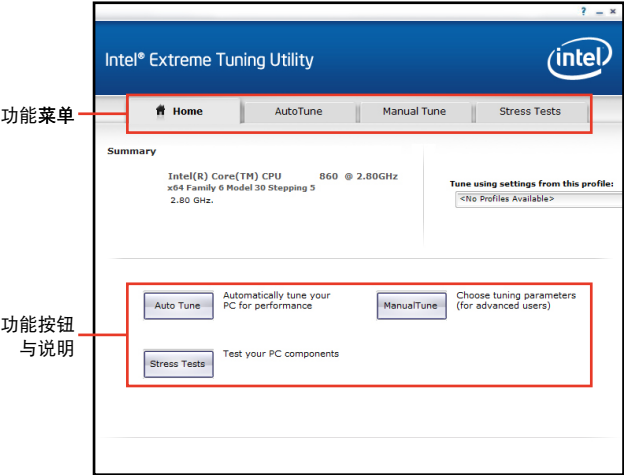 ? _ ×
Intel® Extreme Tuning Utility
intel
功能菜单
Home AutoTune Manual Tune Stress Tests
Summary
Intel(R) Core(TM) CPU 860 @ 2.80GHz
x64 Family 6 Model 30 Stepping 5
2.80 GHz.
Tune using settings from this profile:
<No Profiles Available>
功能按钮
与说明
Auto Tune
Automatically tune your
PC for performance
ManualTune
Choose tuning parameters
(for advanced users)
Stress Tests
Test your PC components